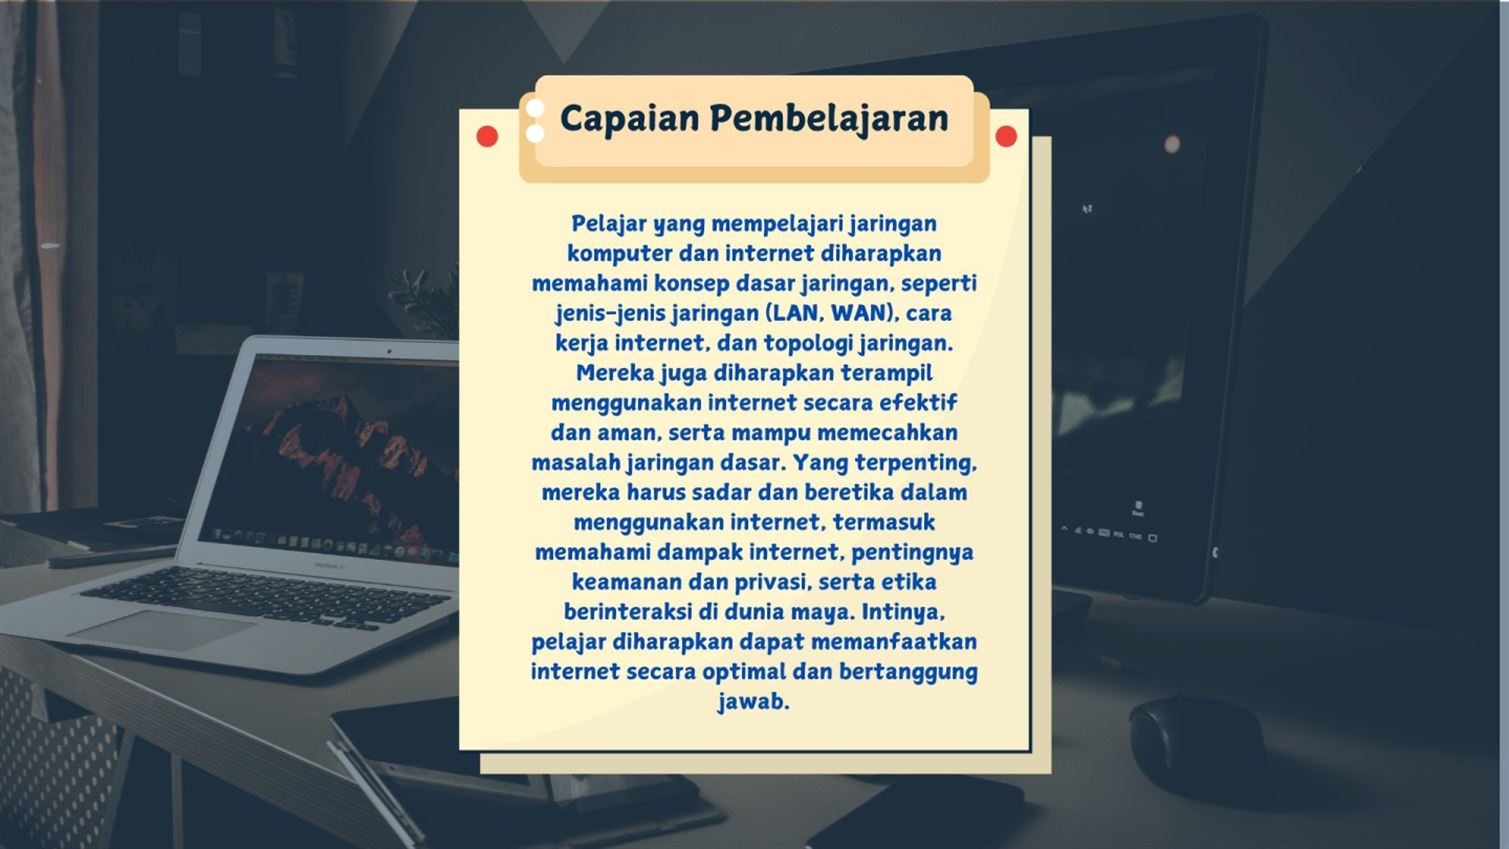 Capaian Pembelajaran
Pelajar yang mempelajari jaringan
komputer dan internet diharapkan
memahami konsep dasar jaringan, seperti
jenis-jenis jaringan (LAN, WAN), cara
kerja internet, dan topologi jaringan.
Mereka juga diharapkan terampil
menggunakan internet secara efektif
dan aman, serta mampu memecahkan
masalah jaringan dasar. Yang terpenting,
mereka harus sadar dan beretika dalam
menggunakan internet, termasuk
memahami dampak internet, pentingnya
keamanan dan privasi, serta etika
berinteraksi di dunia maya. Intinya,
pelajar diharapkan dapat memanfaatkan
internet secara optimal dan bertanggung
jawab.
MacBook Air